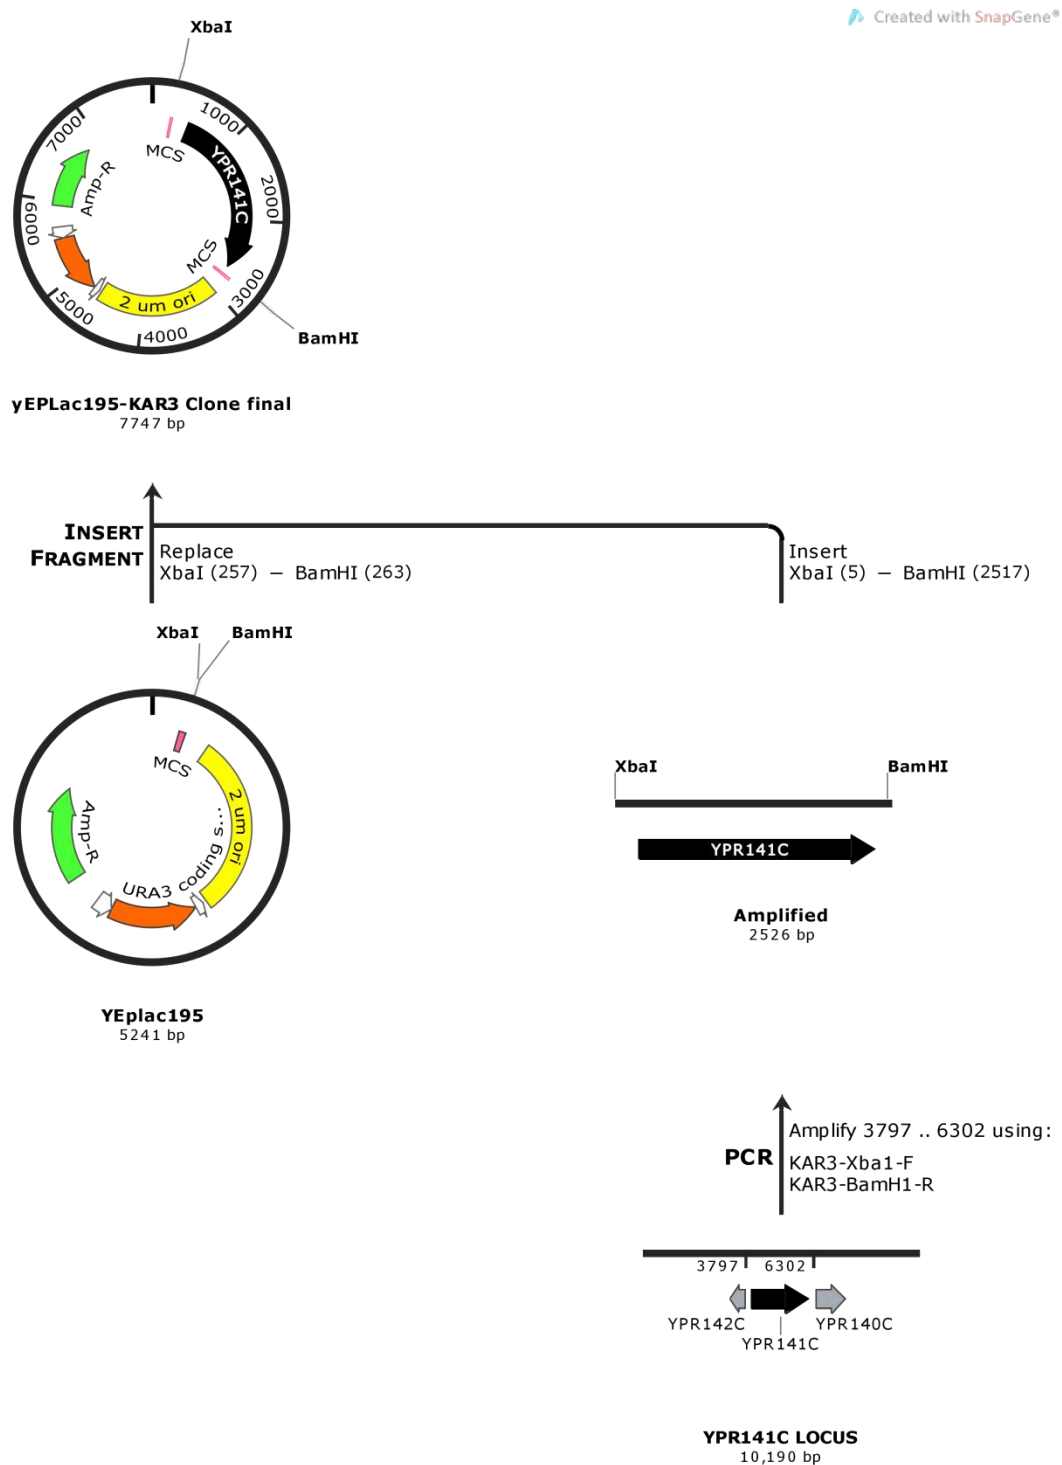 Created with SnapGene®
XbaI
1000
2000
3000
4000
5000
6000
7000
MCS
YPR141C
Amp-R
MCS
2 um ori
BamHI
yEPLac195-KAR3 Clone final
7747 bp
INSERT
FRAGMENT
Replace
XbaI (257) – BamHI (263)
Insert
XbaI (5) – BamHI (2517)
XbaI
BamHI
MCS
2 um ori
Amp-R
URA3 coding s...
YEplac195
5241 bp
XbaI
BamHI
YPR141C
Amplified
2526 bp
PCR
Amplify 3797 .. 6302 using:
KAR3-Xba1-F
KAR3-BamH1-R
3797
6302
YPR142C
YPR140C
YPR141C
YPR141C LOCUS
10,190 bp